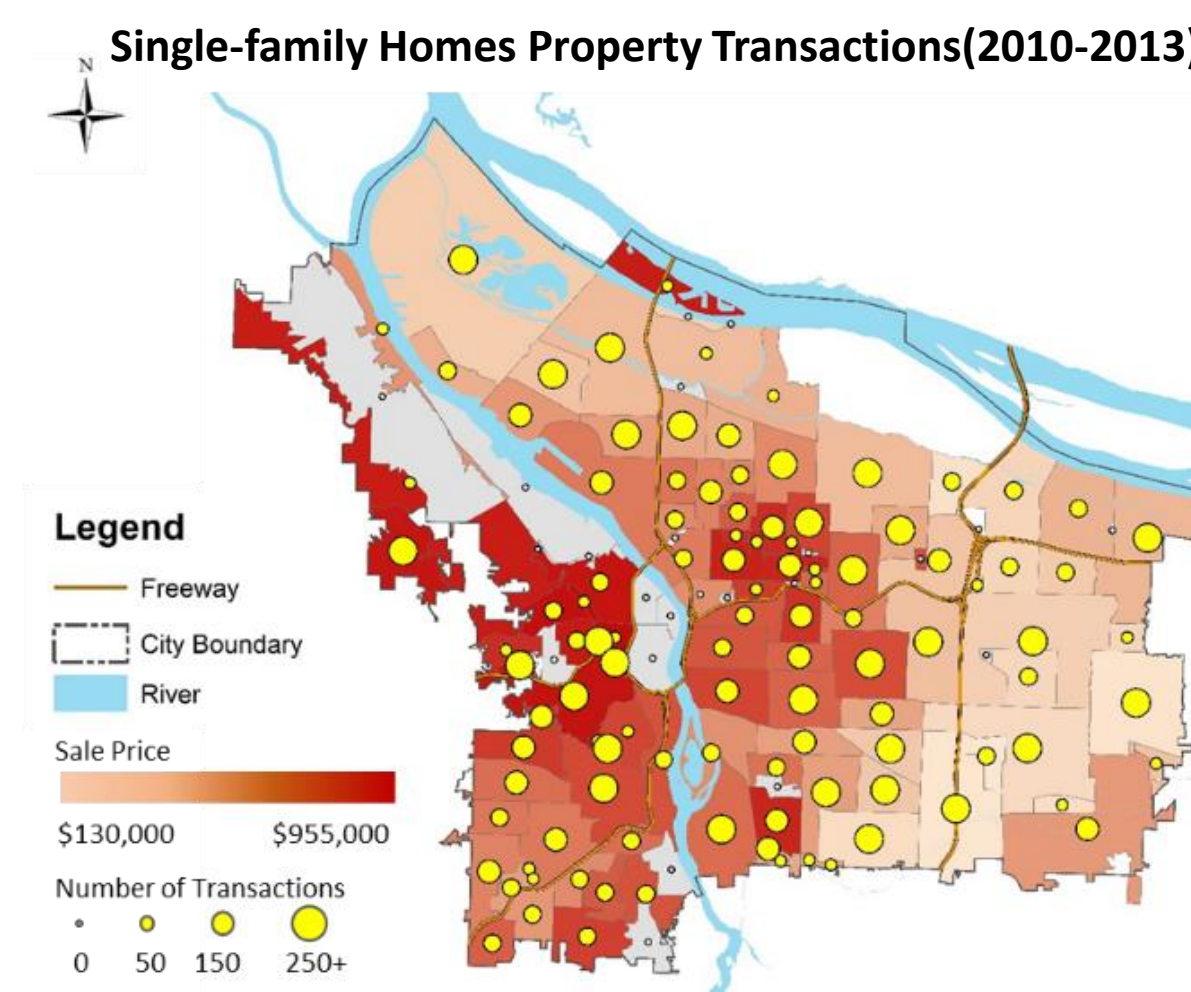 Single-family Homes Property Transactions(2010-2013)
N
Legend
Freeway
City Boundary
River
Sale Price
$130,000 $955,000
Number of Transactions
0 50 150 250+